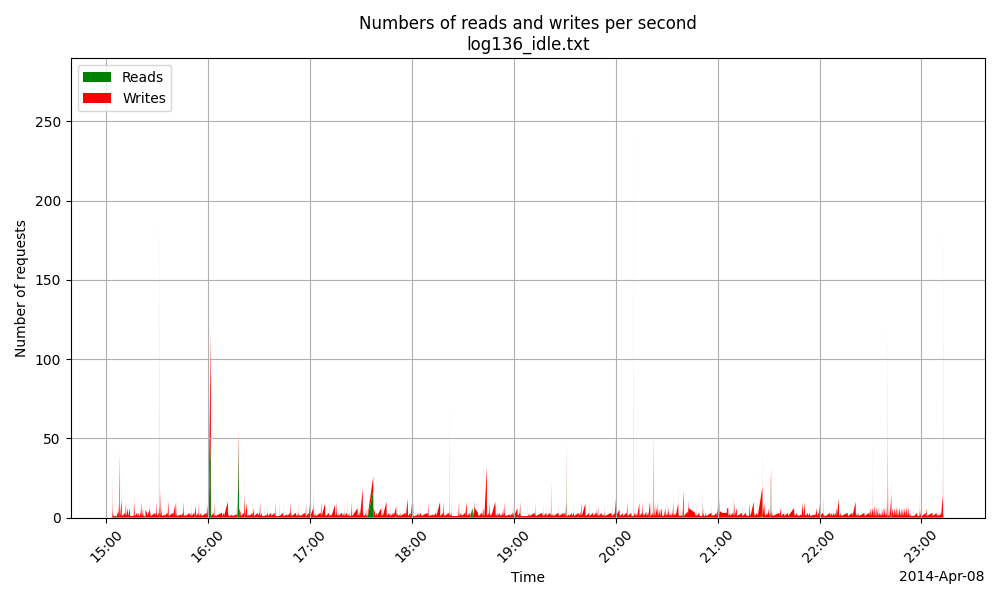 Numbers of reads and writes per second
log136_idle.txt
Reads
Writes
Number of requests
250
200
150
100
50
0
15:00
16:00
17:00
18:00
19:00
20:00
21:00
22:00
23:00
Time
2014-Apr-08